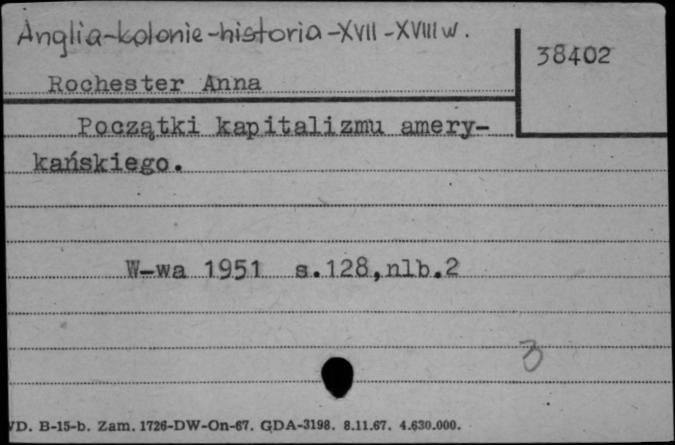 Anglia-kolonie-historia-XVII-XVIIIw.
38402
Rochester Anna
Początki kapitalizmu amery-
kańskiego.
W-wa 1951 s.128,nlb.2
3
D. B-15-b. Zam. 1726-DW-On-67. GDA-3198. 8.11.67. 4.630.000.